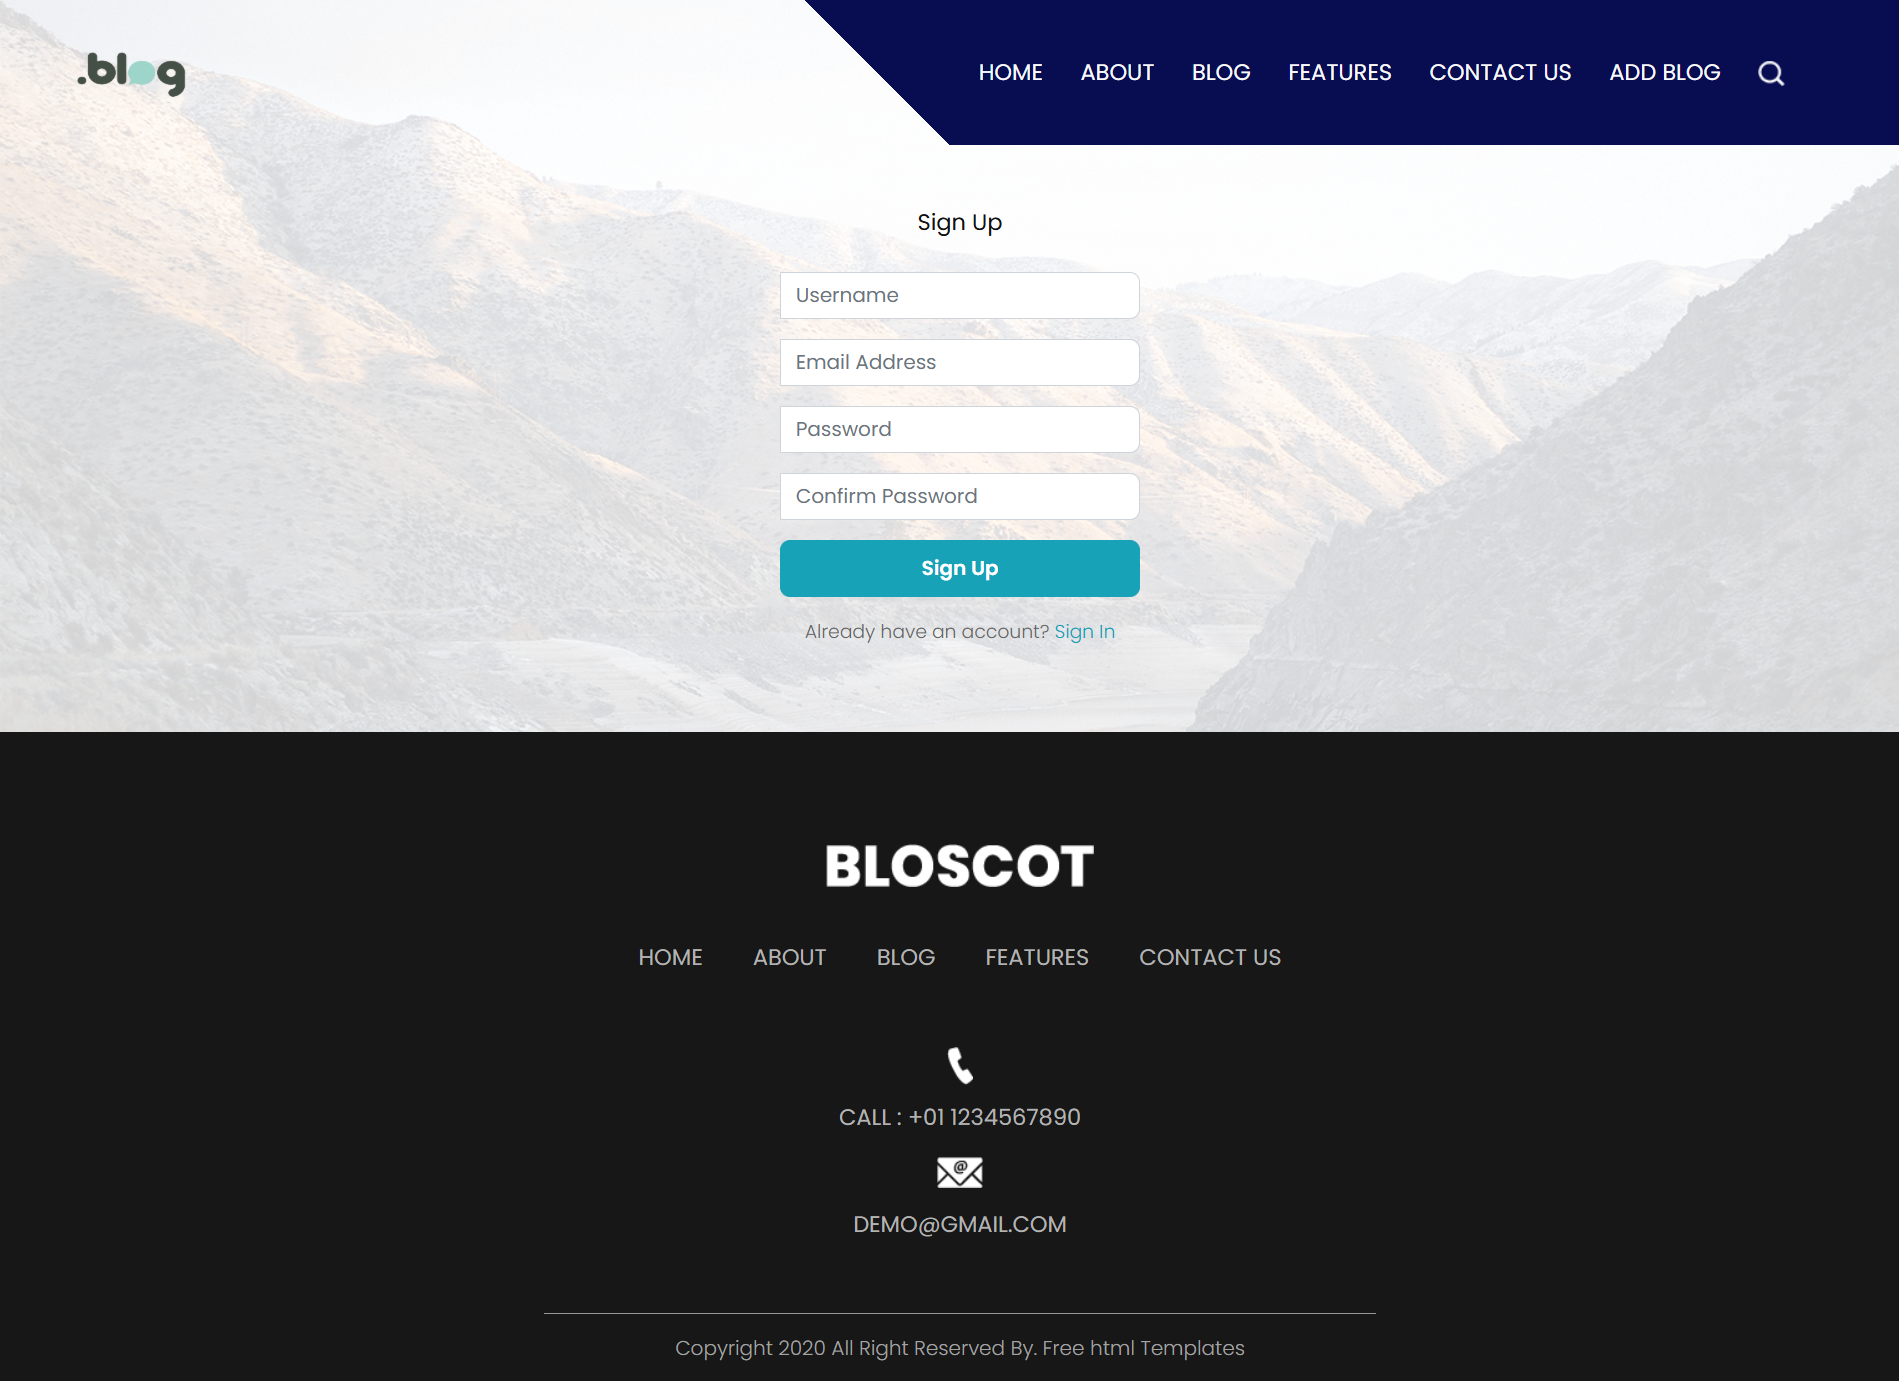 .blog
HOME ABOUT BLOG FEATURES CONTACT US ADD BLOG
Sign Up
Username
Email Address
Password
Confirm Password
Sign Up
Already have an account? Sign In
BLOSCOT
HOME ABOUT BLOG FEATURES CONTACT US
CALL : +01 1234567890
@
DEMO@GMAIL.COM
Copyright 2020 All Right Reserved By. Free html Templates